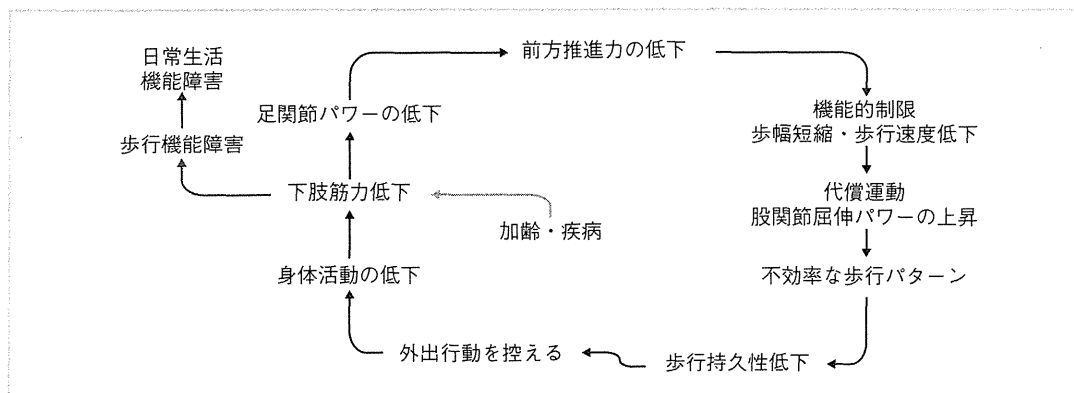 前方推進力の低下
日常生活
機能障害
足関節パワーの低下
機能的制限
歩幅短縮・歩行速度低下
歩行機能障害
下肢筋力低下
代償運動
股関節屈伸パワーの上昇
加齢・疾病
身体活動の低下
不効率な歩行パターン
外出行動を控える
歩行持久性低下